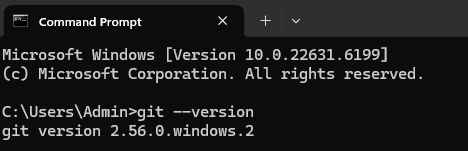 Command Prompt
Microsoft Windows [Version 10.0.22631.6199]
(c) Microsoft Corporation. All rights reserved.
C:\Users\Admin>git --version
git version 2.56.0.windows.2